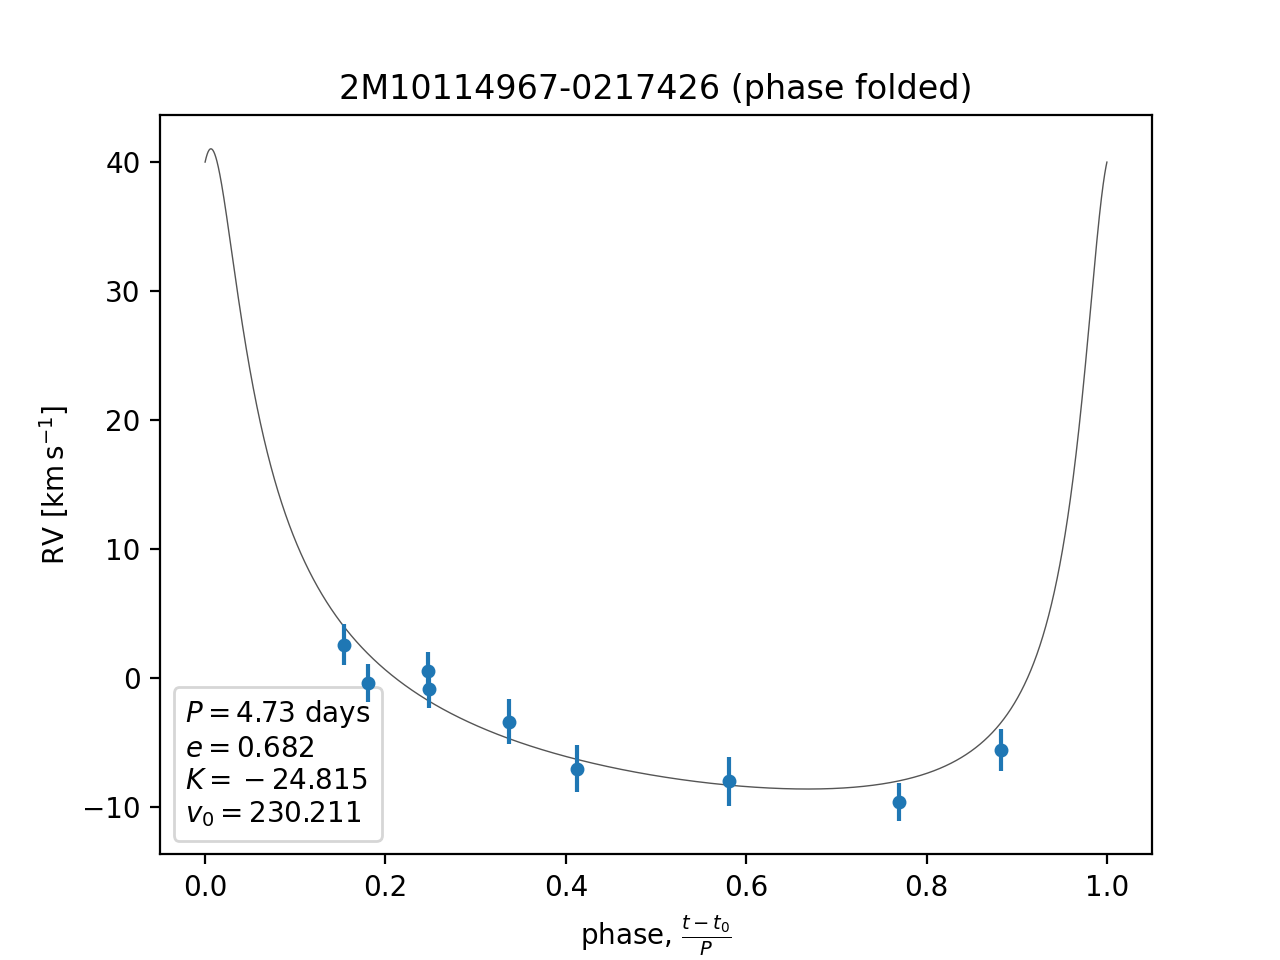 2M10114967-0217426 (phase folded)
RV [km s⁻¹]
40
30
20
10
0
−10
P = 4.73 days
e = 0.682
K = −24.815
v₀ = 230.211
0.0 0.2 0.4 0.6 0.8 1.0
phase, (t − t₀)/P